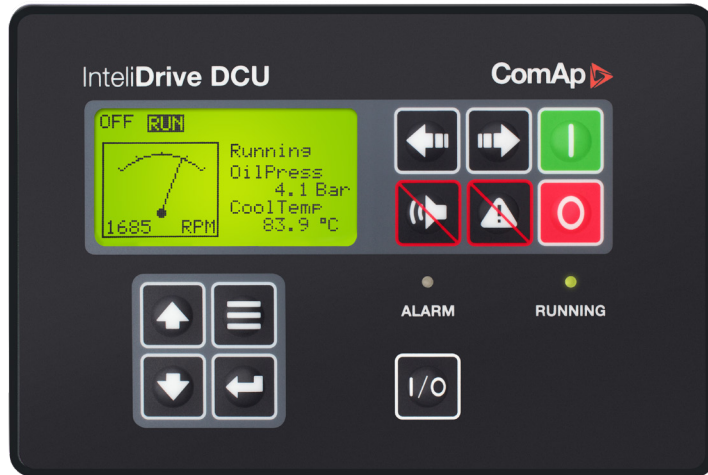 InteliDrive DCU
ComAp
OFF RUN
Running
OilPress
4.1 Bar
CoolTemp
83.9 °C
1685 RPM
ALARM
RUNNING
I/O